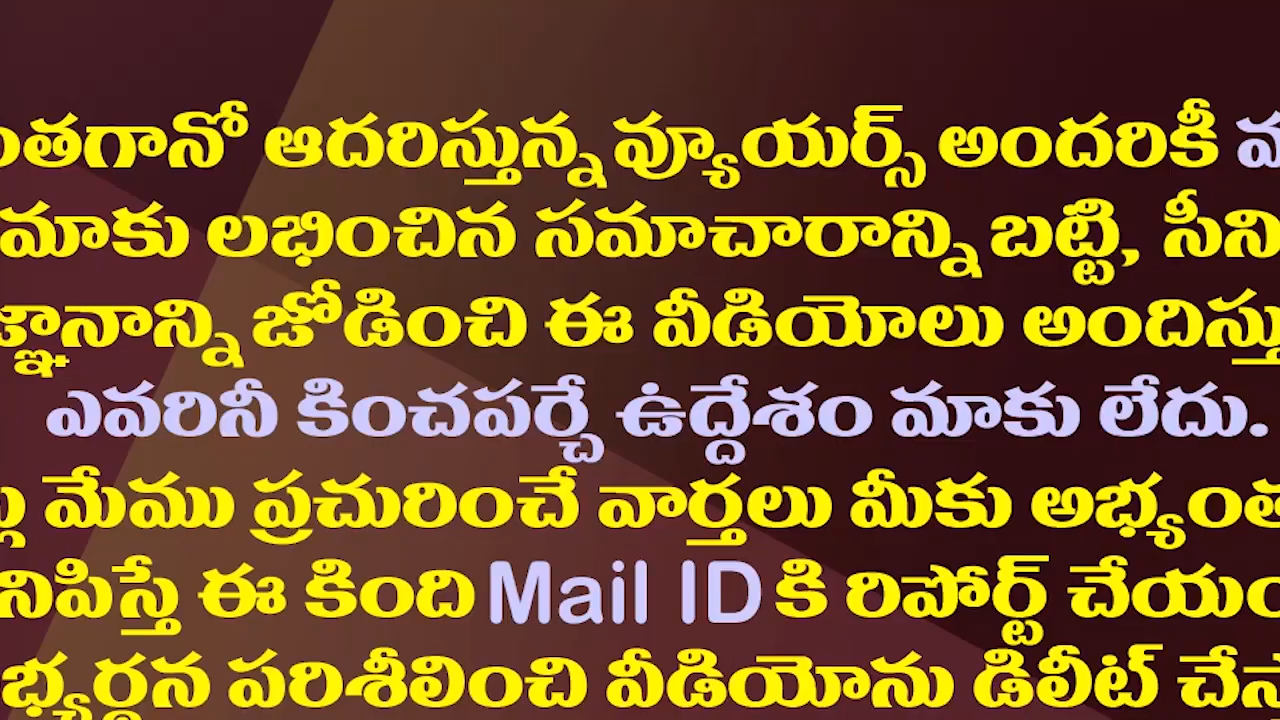 ఆదరిస్తున్న వ్యూయర్స్ అందరికీ
మాకు లభించిన సమాచారాన్ని బట్టి,
జోడించి ఈ వీడియోలు
ఎవరినీ కించపర్చే ఉద్దేశం మాకు లేదు.
మేము ప్రచురించే వార్తలు మీకు
ఈ కింది Mail ID కి రిపోర్ట్
పరిశీలించి వీడియోను డిలీట్